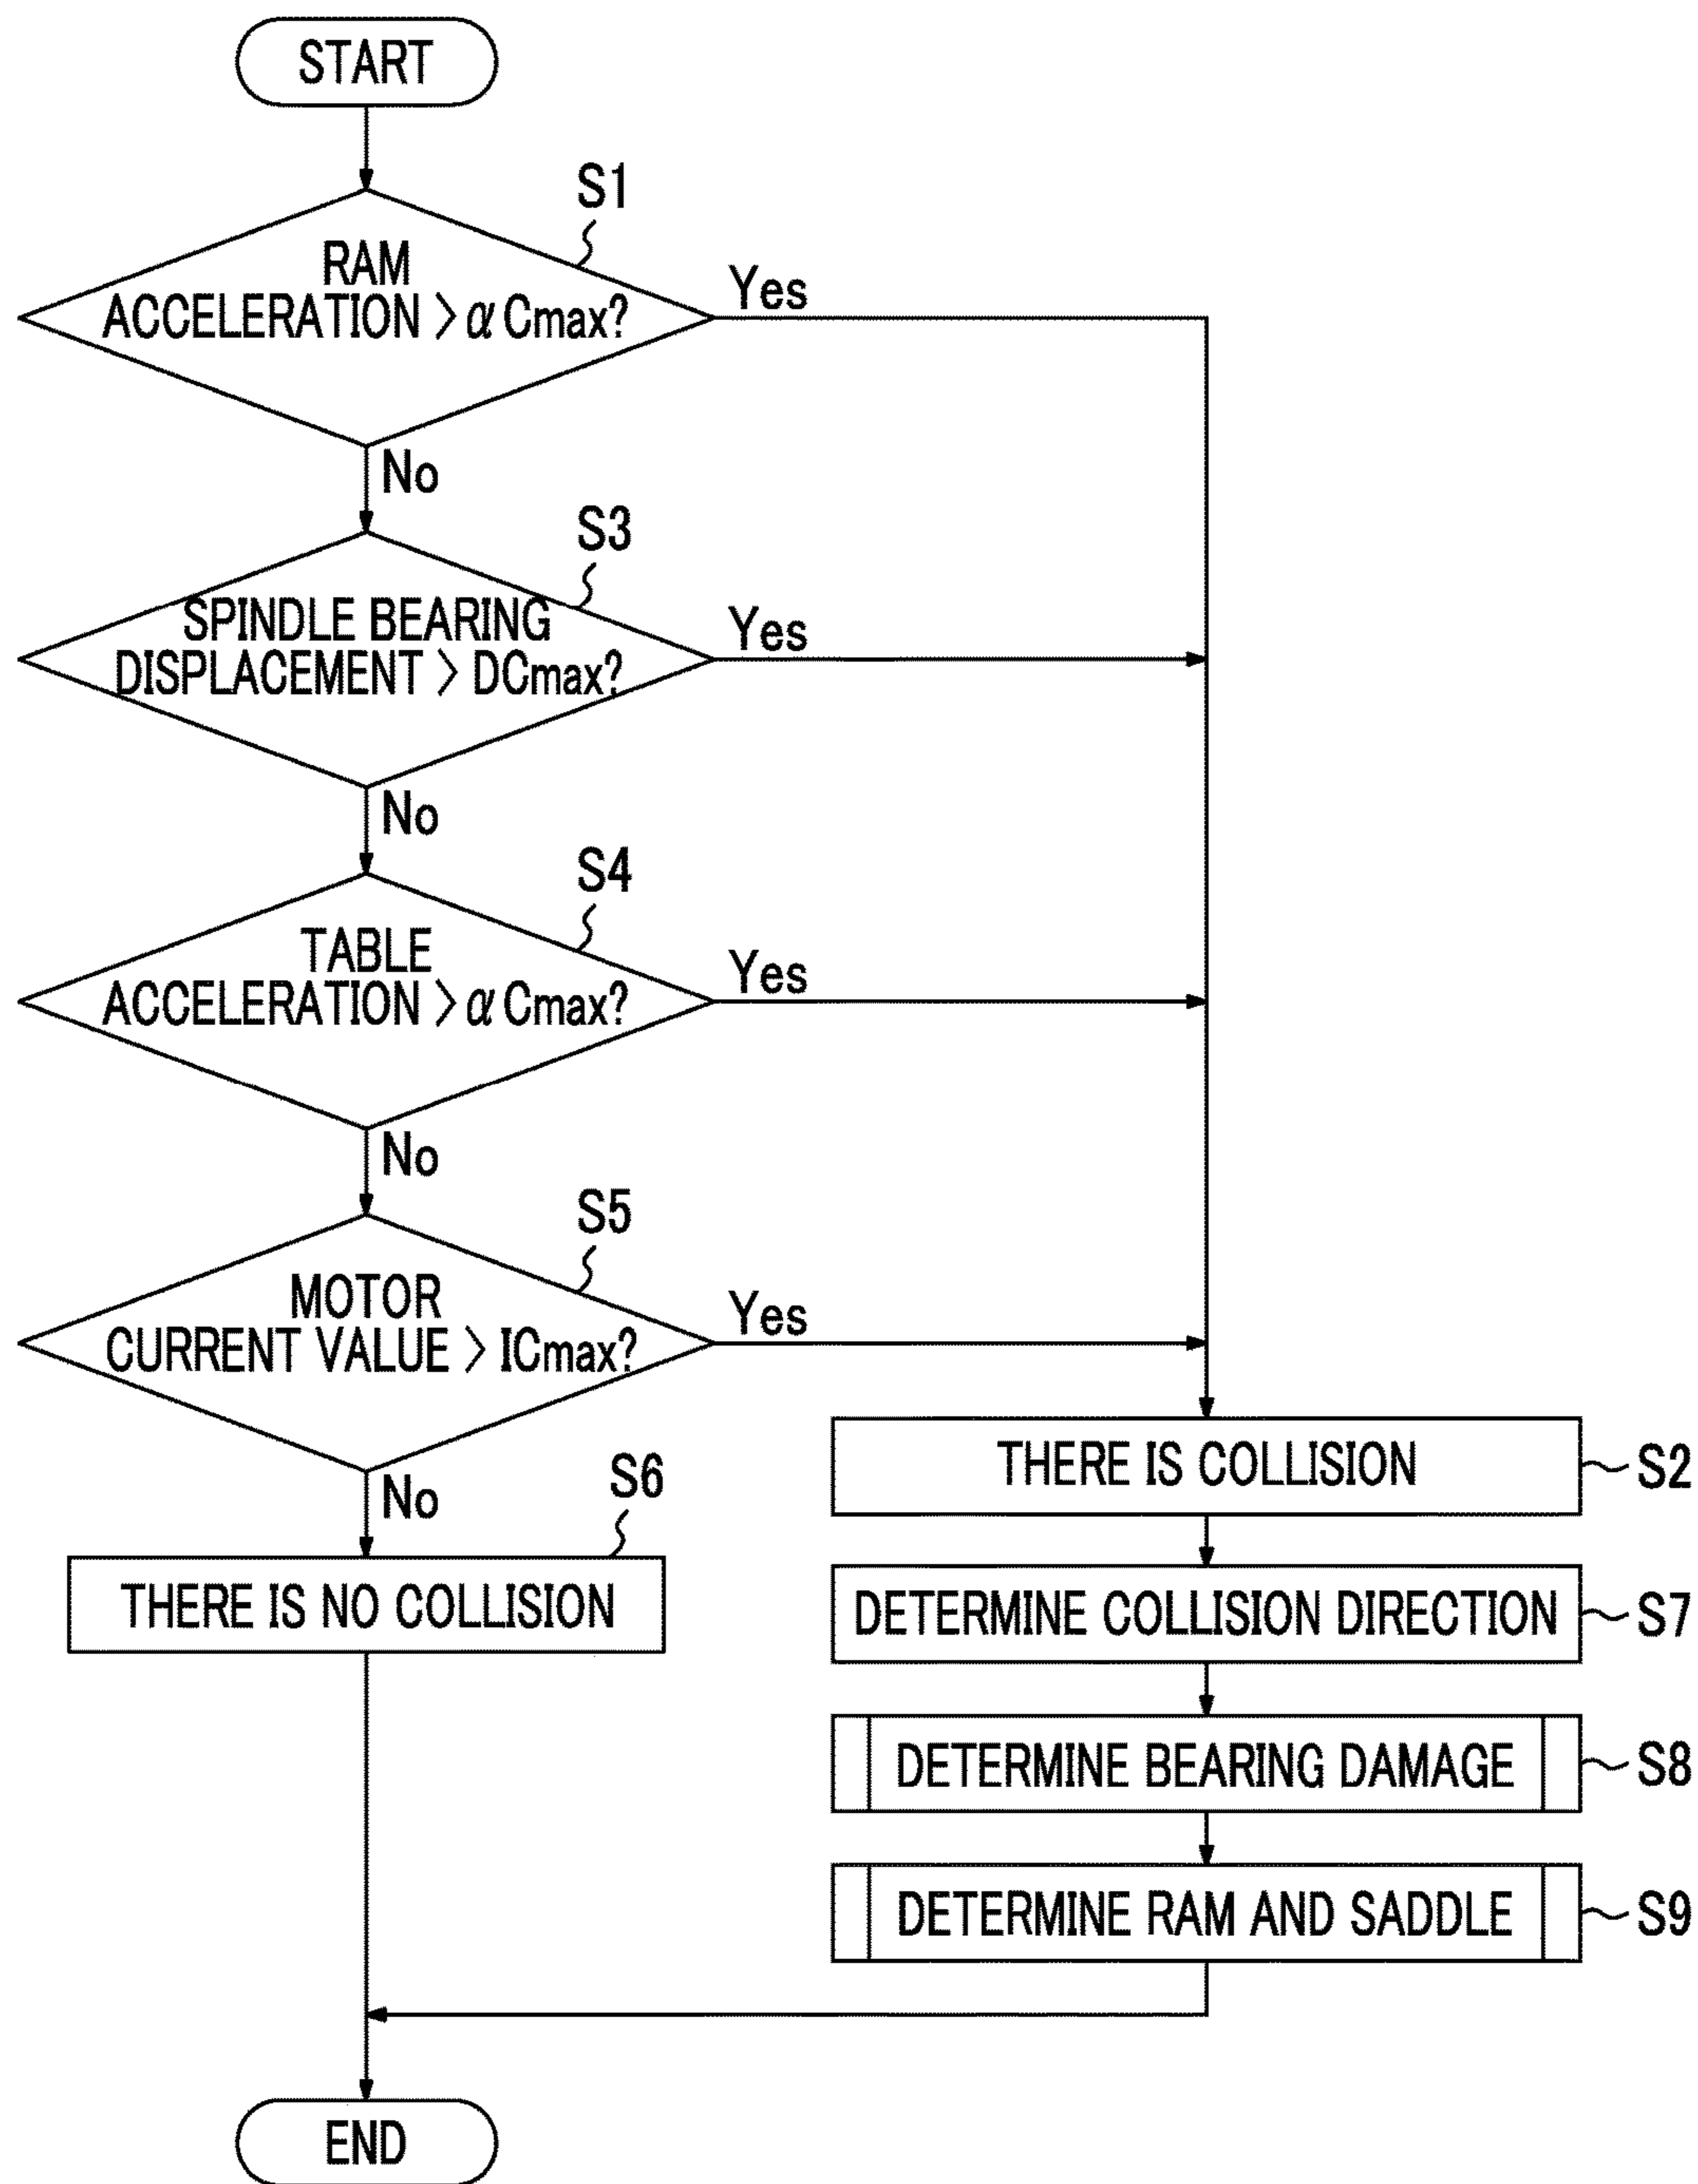 START
S1
RAM
ACCELERATION > α Cmax?
Yes
No
S3
SPINDLE BEARING
DISPLACEMENT > DCmax?
Yes
No
S4
TABLE
ACCELERATION > α Cmax?
Yes
No
S5
MOTOR
CURRENT VALUE > ICmax?
Yes
No
S6
THERE IS NO COLLISION
THERE IS COLLISION
S2
DETERMINE COLLISION DIRECTION
S7
DETERMINE BEARING DAMAGE
S8
DETERMINE RAM AND SADDLE
S9
END